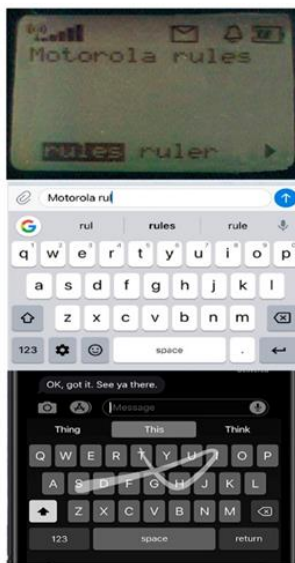 Motorola rules
rules ruler
Motorola rul
rul rules rule
q w e r t y u i o p
a s d f g h j k l
z x c v b n m
123 space .
OK, got it. See ya there.
Message
Thing This Think
Q W E R T Y U I O P
A S D F G H J K L
Z X C V B N M
123 space return